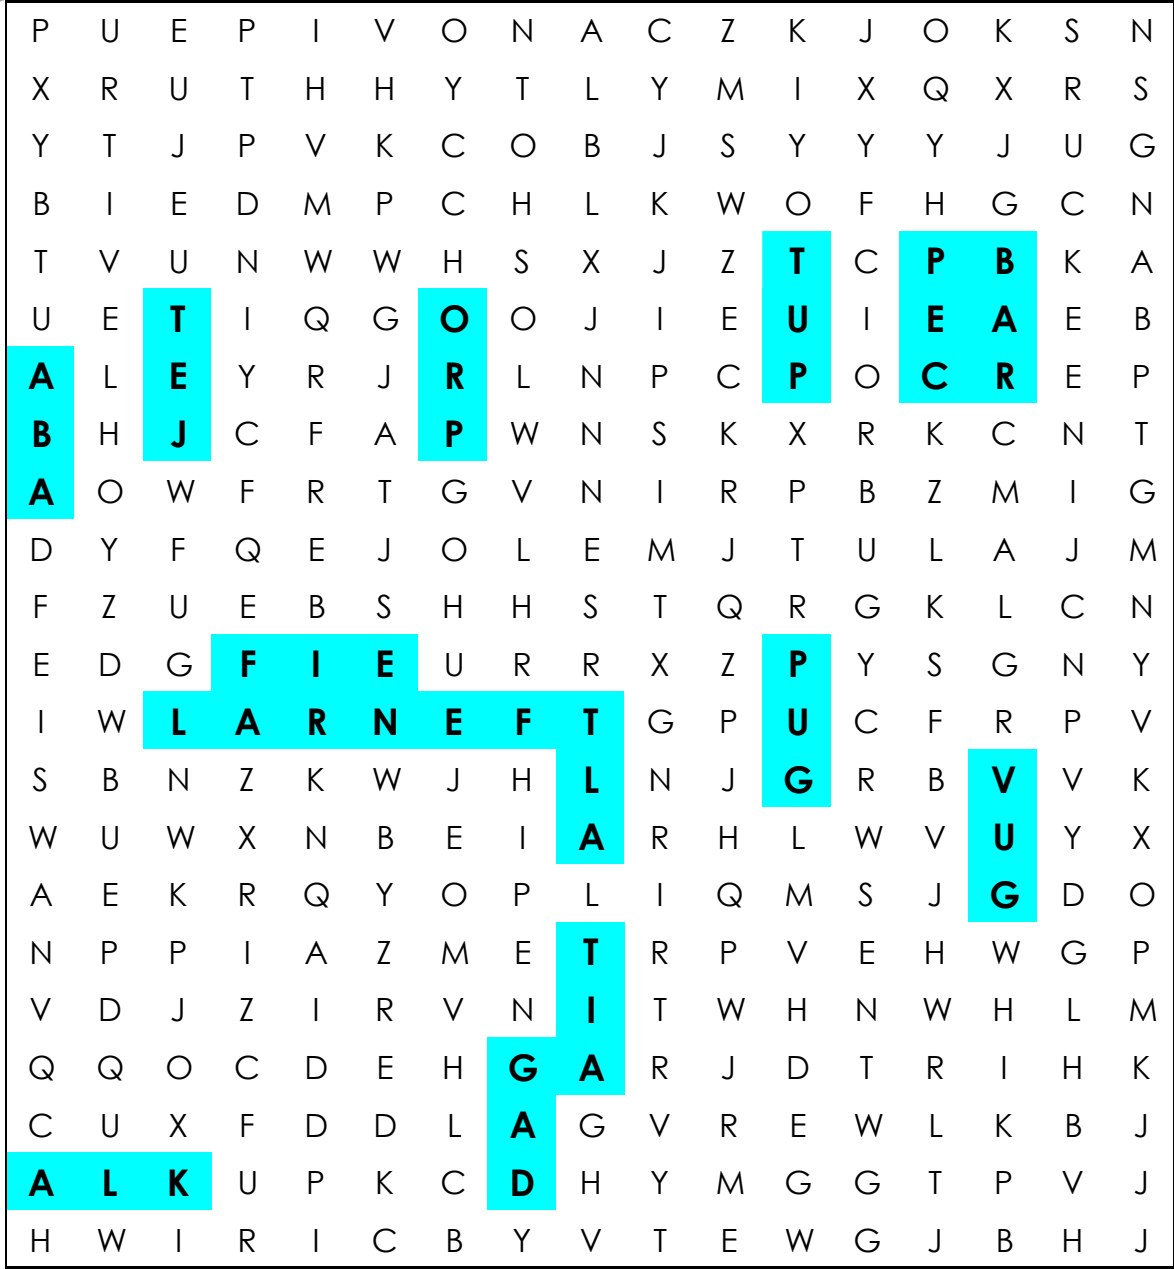 P U E P I V O N A C Z K J O K S N
X R U T H H Y T L Y M I X Q X R S
Y T J P V K C O B J S Y Y Y J U G
B I E D M P C H L K W O F H G C N
T V U N W W H S X J Z T C P B K A
U E T I Q G O O J I E U I E A E B
A L E Y R J R L N P C P O C R E P
B H J C F A P W N S K X R K C N T
A O W F R T G V N I R P B Z M I G
D Y F Q E J O L E M J T U L A J M
F Z U E B S H H S T Q R G K L C N
E D G F I E U R R X Z P Y S G N Y
I W L A R N E F T G P U C F R P V
S B N Z K W J H L N J G R B V V K
W U W X N B E I A R H L W V U Y X
A E K R Q Y O P L I Q M S J G D O
N P P I A Z M E T R P V E H W G P
V D J Z I R V N I T W H N W H L M
Q Q O C D E H G A R J D T R I H K
C U X F D D L A G V R E W L K B J
A L K U P K C D H Y M G G T P V J
H W I R I C B Y V T E W G J B H J